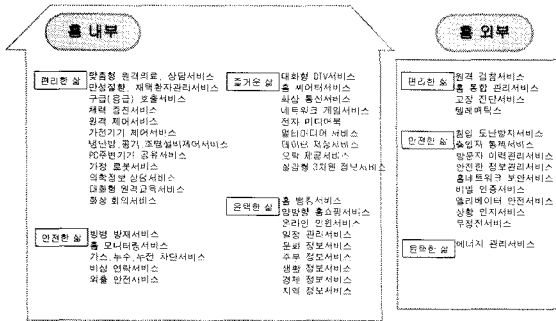 홈 내부
편리한 삶
맞춤형 원격의료, 상담서비스
만성질환, 재택환자관리서비스
구급(응급) 호출서비스
체력 증진서비스
원격 제어서비스
가전기기 제어서비스
냉난방,공기,조명설비제어서비스
PC주변기기 공유서비스
가정 로봇서비스
의학정보 상담서비스
대화형 원격교육서비스
화상 회의서비스
안전한 삶
방범 방재서비스
홈 모니터링서비스
가스,누수,누전 차단서비스
비상 연락서비스
외출 안전서비스
즐거운 삶
대화형 DTV서비스
홈 씨어터서비스
화상 통신서비스
네트워크 게임서비스
전자 미디어북
멀티미디어 서비스
데이터 저장서비스
오락 제공서비스
실감형 3차원 정보서비스
윤택한 삶
홈 뱅킹서비스
양방향 홈쇼핑서비스
온라인 민원서비스
일정 관리서비스
문화 정보서비스
주부 정보서비스
생활 정보서비스
경제 정보서비스
지역 정보서비스
홈 외부
편리한 삶
원격 검침서비스
홈 통합 관리서비스
고장 진단서비스
텔레매틱스
안전한 삶
침입 도난방지서비스
출입자 통제서비스
방문자 이력관리서비스
안전한 정보관리서비스
홈네트워크 보안서비스
비밀 인증서비스
엘리베이터 안전서비스
상황 인지서비스
무정전서비스
윤택한 삶
에너지 관리서비스